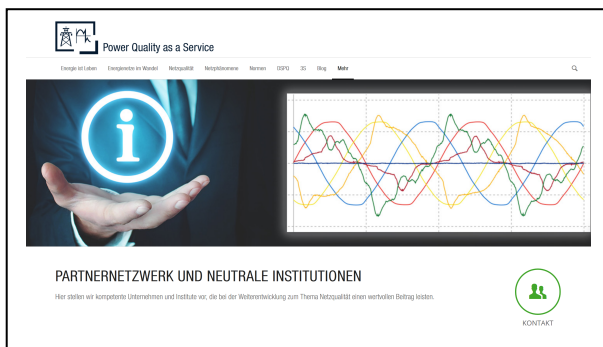 Power Quality as a Service
Energie ist Leben Energienetze im Wandel Netzqualität Netzphänomene Normen DSPQ 3S Blog Mehr
i
PARTNERNETZWERK UND NEUTRALE INSTITUTIONEN
Hier stellen wir kompetente Unternehmen und Institute vor, die bei der Weiterentwicklung zum Thema Netzqualität einen wertvollen Beitrag leisten.
KONTAKT